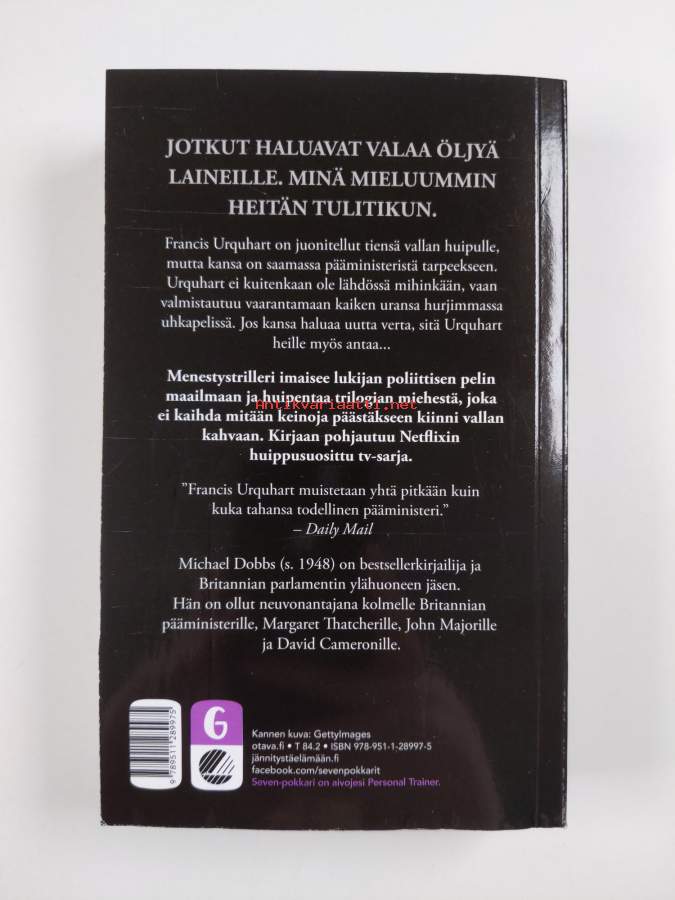 JOTKUT HALUAVAT VALAA ÖLJYÄ
LAINEILLE. MINÄ MIELUUMMIN
HEITÄN TULITIKUN.
Francis Urquhart on juonitellut tiensä vallan huipulle,
mutta kansa on saamassa pääministeristä tarpeekseen.
Urquhart ei kuitenkaan ole lähdössä mihinkään, vaan
valmistautuu vaarantamaan kaiken uransa hurjimmassa
uhkapelissä. Jos kansa haluaa uutta verta, sitä Urquhart
heille myös antaa...
Menestystrilleri imaisee lukijan poliittisen pelin
maailmaan ja huipentaa trilogian miehestä, joka
Antikvariaatti.net
ei kaihda mitään keinoja päästäkseen kiinni vallan
kahvaan. Kirjaan pohjautuu Netflixin
huippusuosittu tv-sarja.
”Francis Urquhart muistetaan yhtä pitkään kuin
kuka tahansa todellinen pääministeri.”
– Daily Mail
Michael Dobbs (s. 1948) on bestsellerkirjailija ja
Britannian parlamentin ylähuoneen jäsen.
Hän on ollut neuvonantajana kolmelle Britannian
pääministerille, Margaret Thatcherille, John Majorille
ja David Cameronille.
9 789511 289975
Kannen kuva: GettyImages
otava.fi • T 84.2 • ISBN 978-951-1-28997-5
jännitystäelämään.fi
facebook.com/sevenpokkarit
Seven-pokkari on aivojesi Personal Trainer.